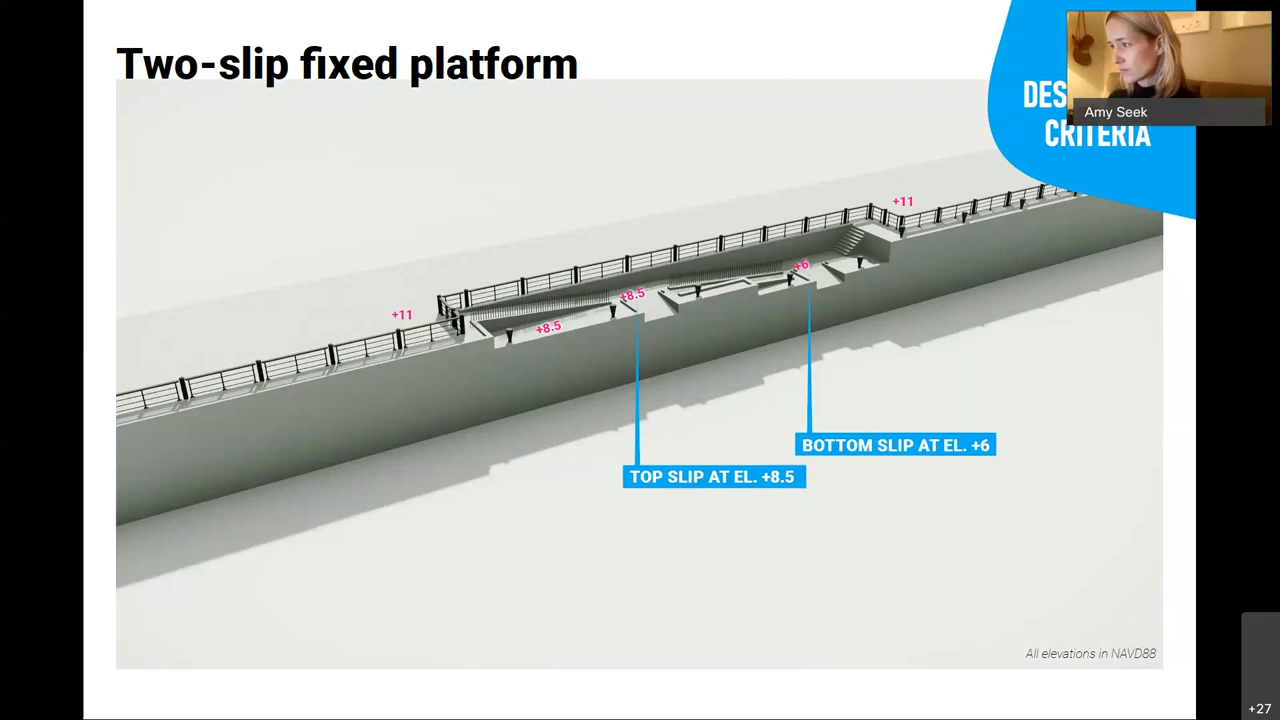 Two-slip fixed platform
DES
CRITERIA
Amy Seek
+11
+6
+8.5
+11
+8.5
BOTTOM SLIP AT EL. +6
TOP SLIP AT EL. +8.5
All elevations in NAVD88
+27